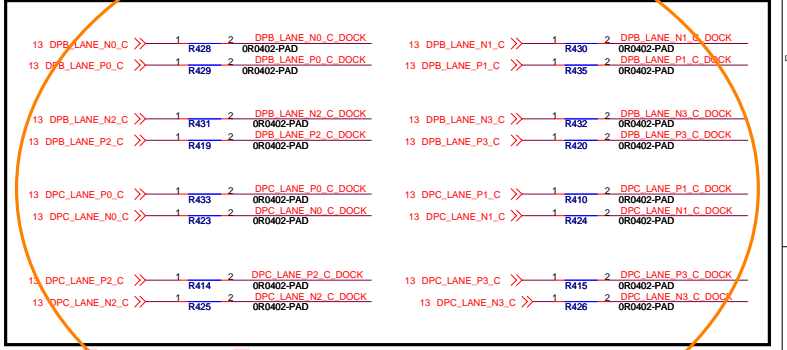 13 DPB_LANE_N0_C 1 R428 2 DPB_LANE_N0_C_DOCK 0R0402-PAD
13 DPB_LANE_P0_C 1 R429 2 DPB_LANE_P0_C_DOCK 0R0402-PAD
13 DPB_LANE_N1_C 1 R430 2 DPB_LANE_N1_C_DOCK 0R0402-PAD
13 DPB_LANE_P1_C 1 R435 2 DPB_LANE_P1_C_DOCK 0R0402-PAD
13 DPB_LANE_N2_C 1 R431 2 DPB_LANE_N2_C_DOCK 0R0402-PAD
13 DPB_LANE_P2_C 1 R419 2 DPB_LANE_P2_C_DOCK 0R0402-PAD
13 DPB_LANE_N3_C 1 R432 2 DPB_LANE_N3_C_DOCK 0R0402-PAD
13 DPB_LANE_P3_C 1 R420 2 DPB_LANE_P3_C_DOCK 0R0402-PAD
13 DPC_LANE_P0_C 1 R433 2 DPC_LANE_P0_C_DOCK 0R0402-PAD
13 DPC_LANE_N0_C 1 R423 2 DPC_LANE_N0_C_DOCK 0R0402-PAD
13 DPC_LANE_P1_C 1 R410 2 DPC_LANE_P1_C_DOCK 0R0402-PAD
13 DPC_LANE_N1_C 1 R424 2 DPC_LANE_N1_C_DOCK 0R0402-PAD
13 DPC_LANE_P2_C 1 R414 2 DPC_LANE_P2_C_DOCK 0R0402-PAD
13 DPC_LANE_N2_C 1 R425 2 DPC_LANE_N2_C_DOCK 0R0402-PAD
13 DPC_LANE_P3_C 1 R415 2 DPC_LANE_P3_C_DOCK 0R0402-PAD
13 DPC_LANE_N3_C 1 R426 2 DPC_LANE_N3_C_DOCK 0R0402-PAD